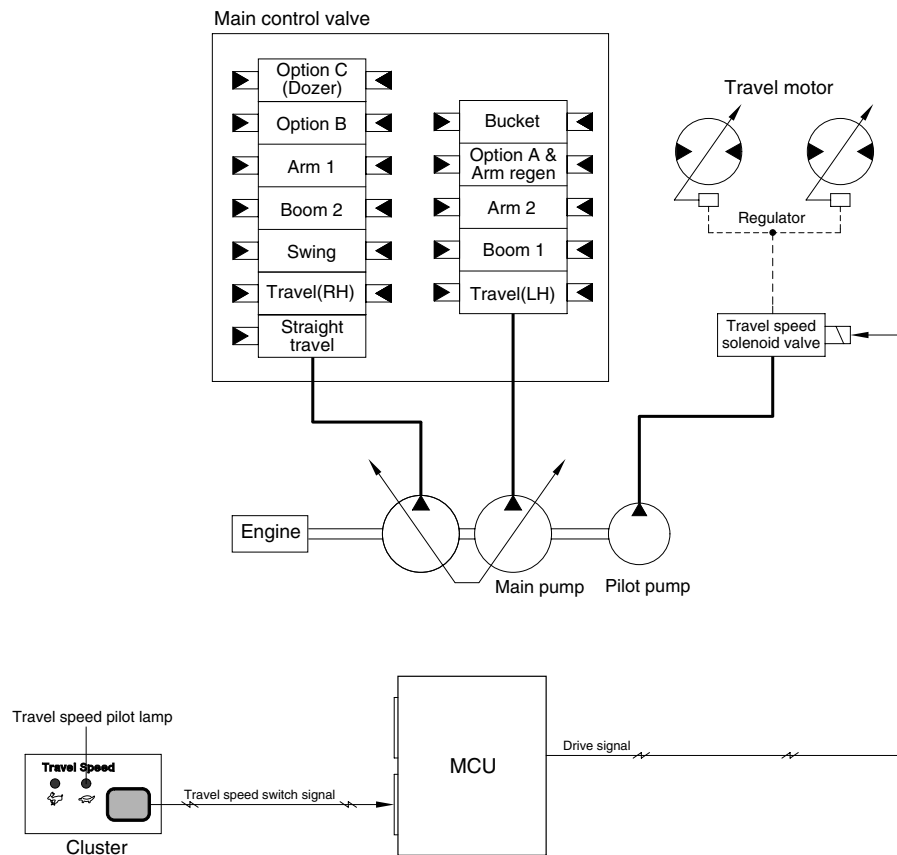 Main control valve
Option C
(Dozer)
Option B
Arm 1
Boom 2
Swing
Travel(RH)
Straight
travel
Bucket
Option A &
Arm regen
Arm 2
Boom 1
Travel(LH)
Travel motor
Regulator
Travel speed
solenoid valve
Engine
Main pump
Pilot pump
Travel speed pilot lamp
Travel Speed
Travel speed switch signal
Cluster
MCU
Drive signal